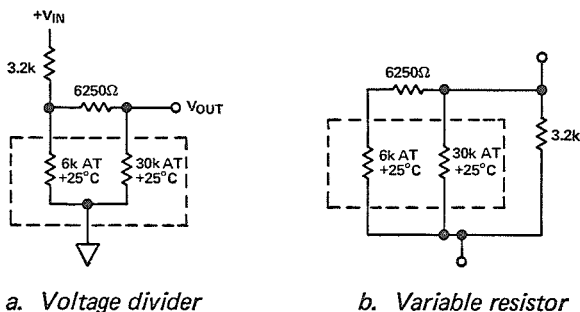 +VIN
3.2k
6250Ω
VOUT
6k AT
+25°C
30k AT
+25°C
a. Voltage divider
6250Ω
3.2k
6k AT
+25°C
30k AT
+25°C
b. Variable resistor